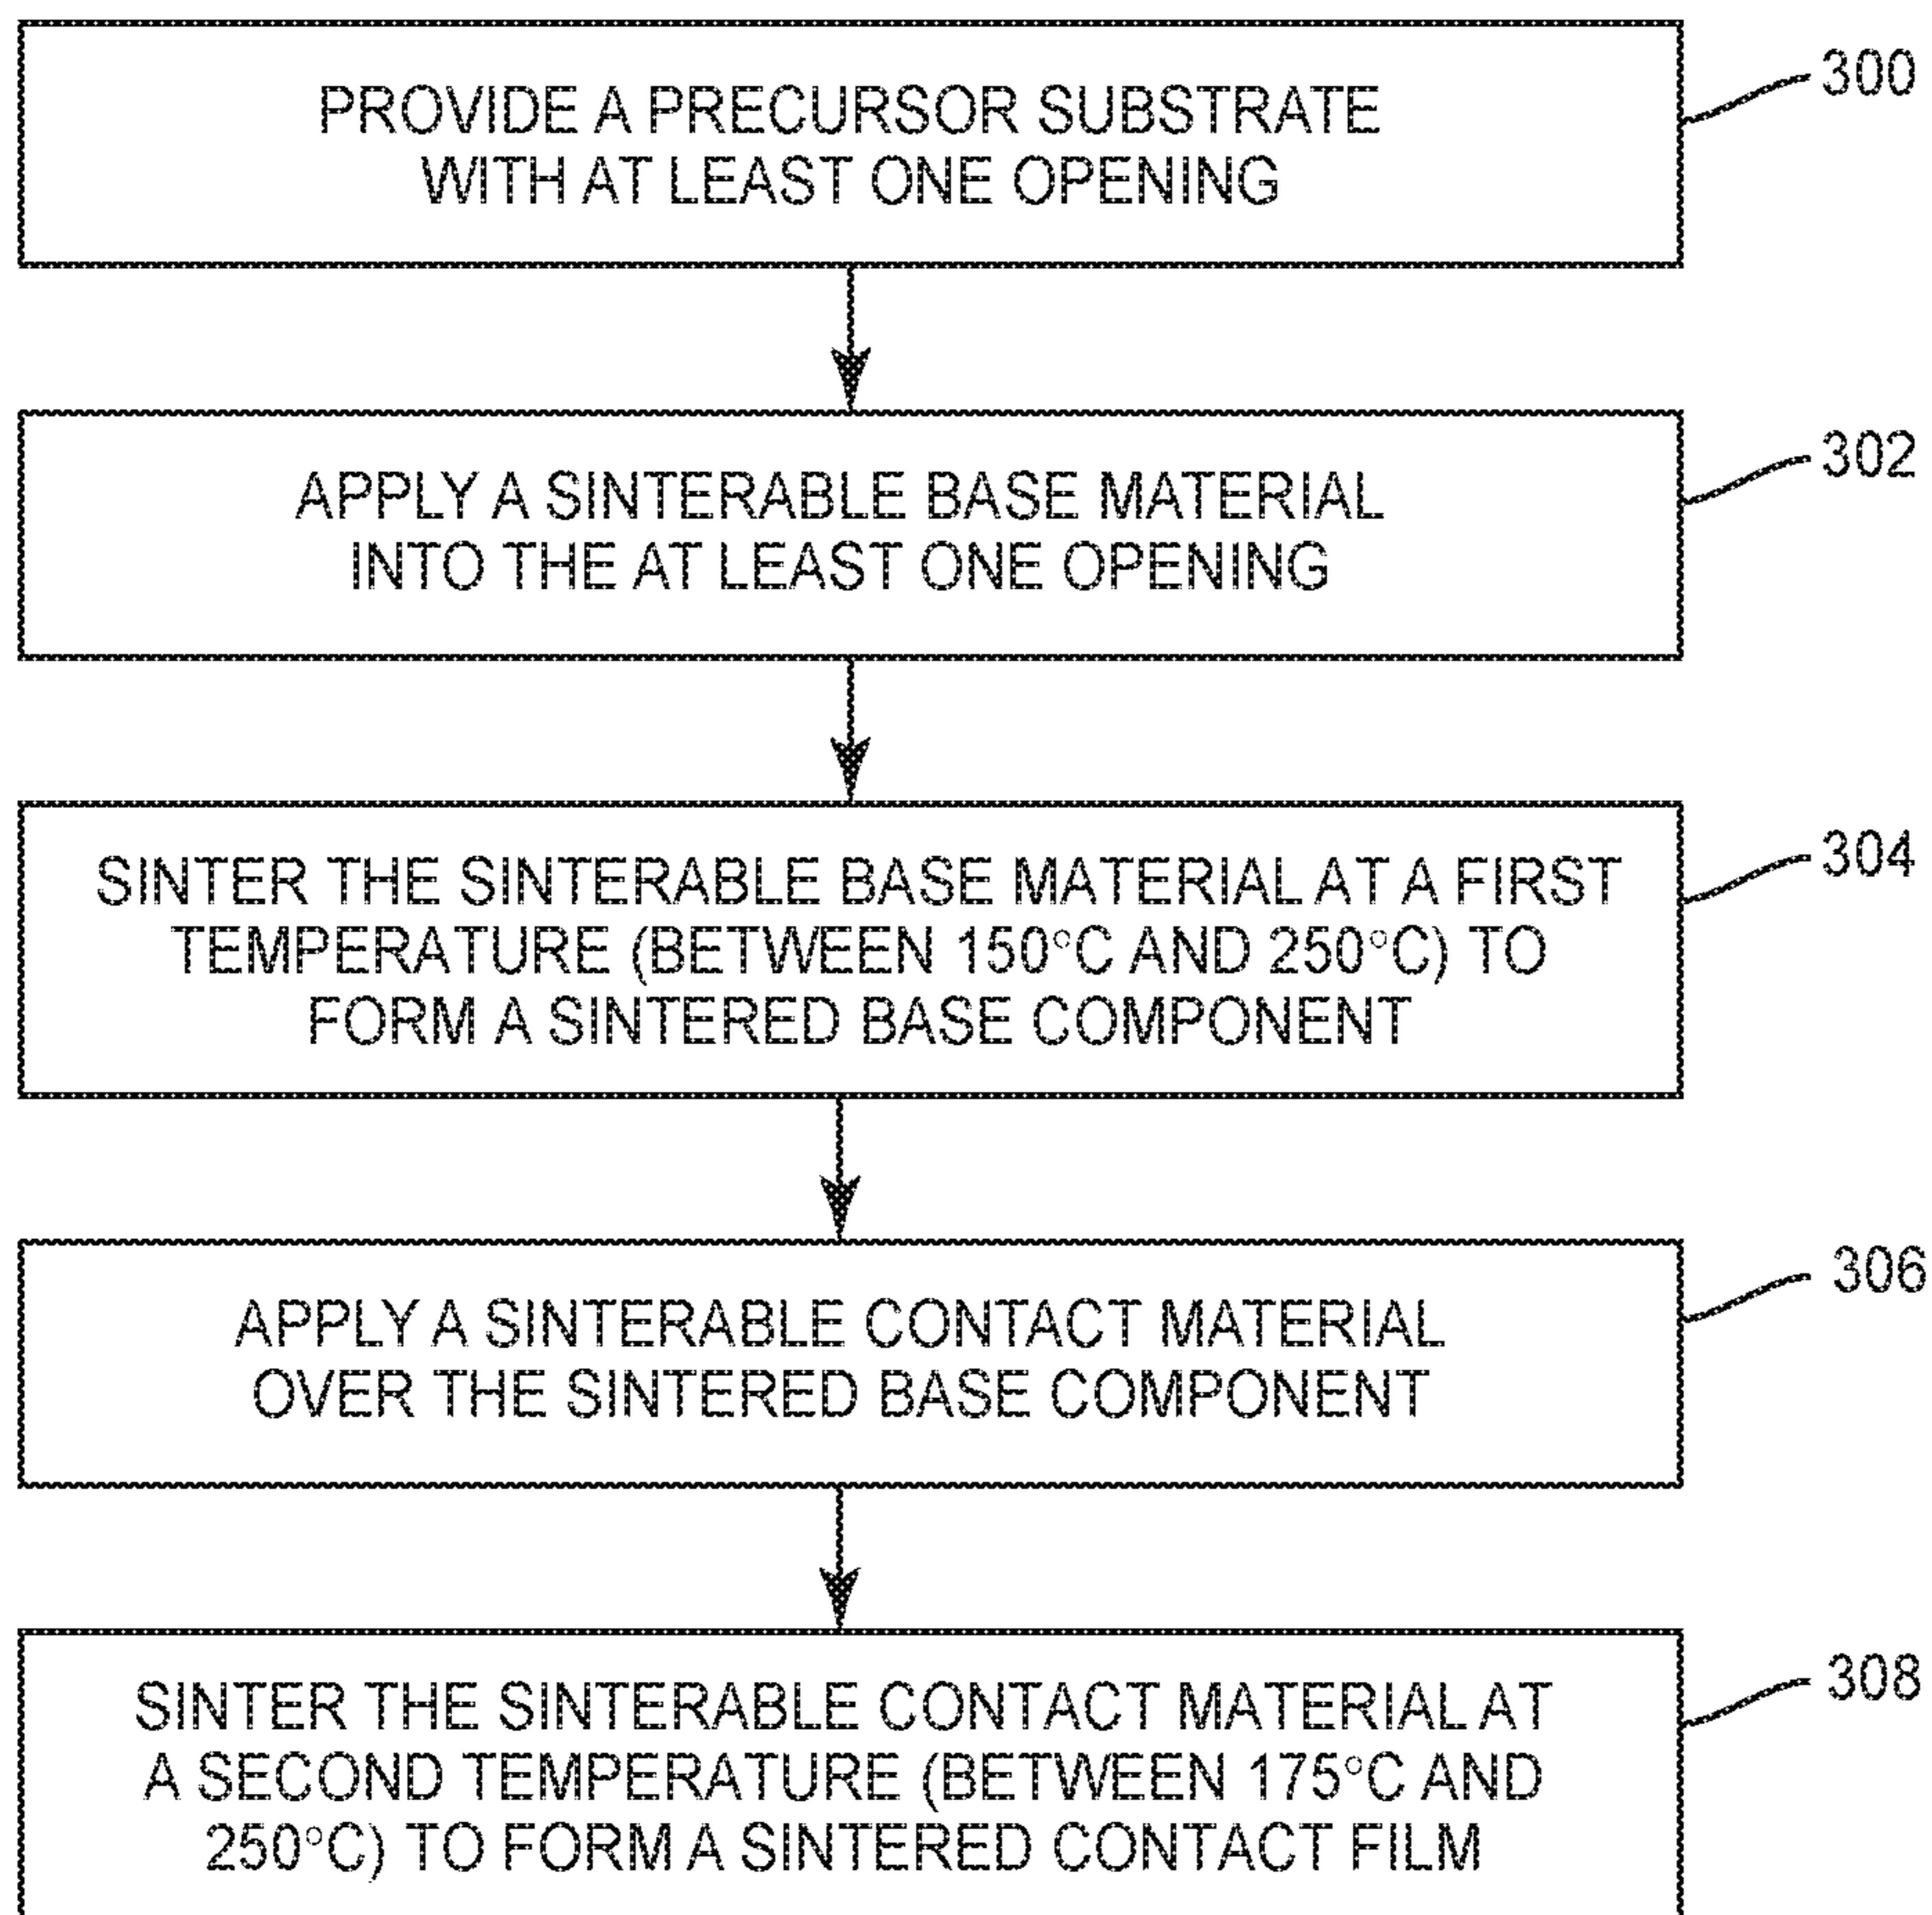 PROVIDE A PRECURSOR SUBSTRATE
WITH AT LEAST ONE OPENING
300
APPLY A SINTERABLE BASE MATERIAL
INTO THE AT LEAST ONE OPENING
302
SINTER THE SINTERABLE BASE MATERIAL AT A FIRST
TEMPERATURE (BETWEEN 150°C AND 250°C) TO
FORM A SINTERED BASE COMPONENT
304
APPLY A SINTERABLE CONTACT MATERIAL
OVER THE SINTERED BASE COMPONENT
306
SINTER THE SINTERABLE CONTACT MATERIAL AT
A SECOND TEMPERATURE (BETWEEN 175°C AND
250°C) TO FORM A SINTERED CONTACT FILM
308